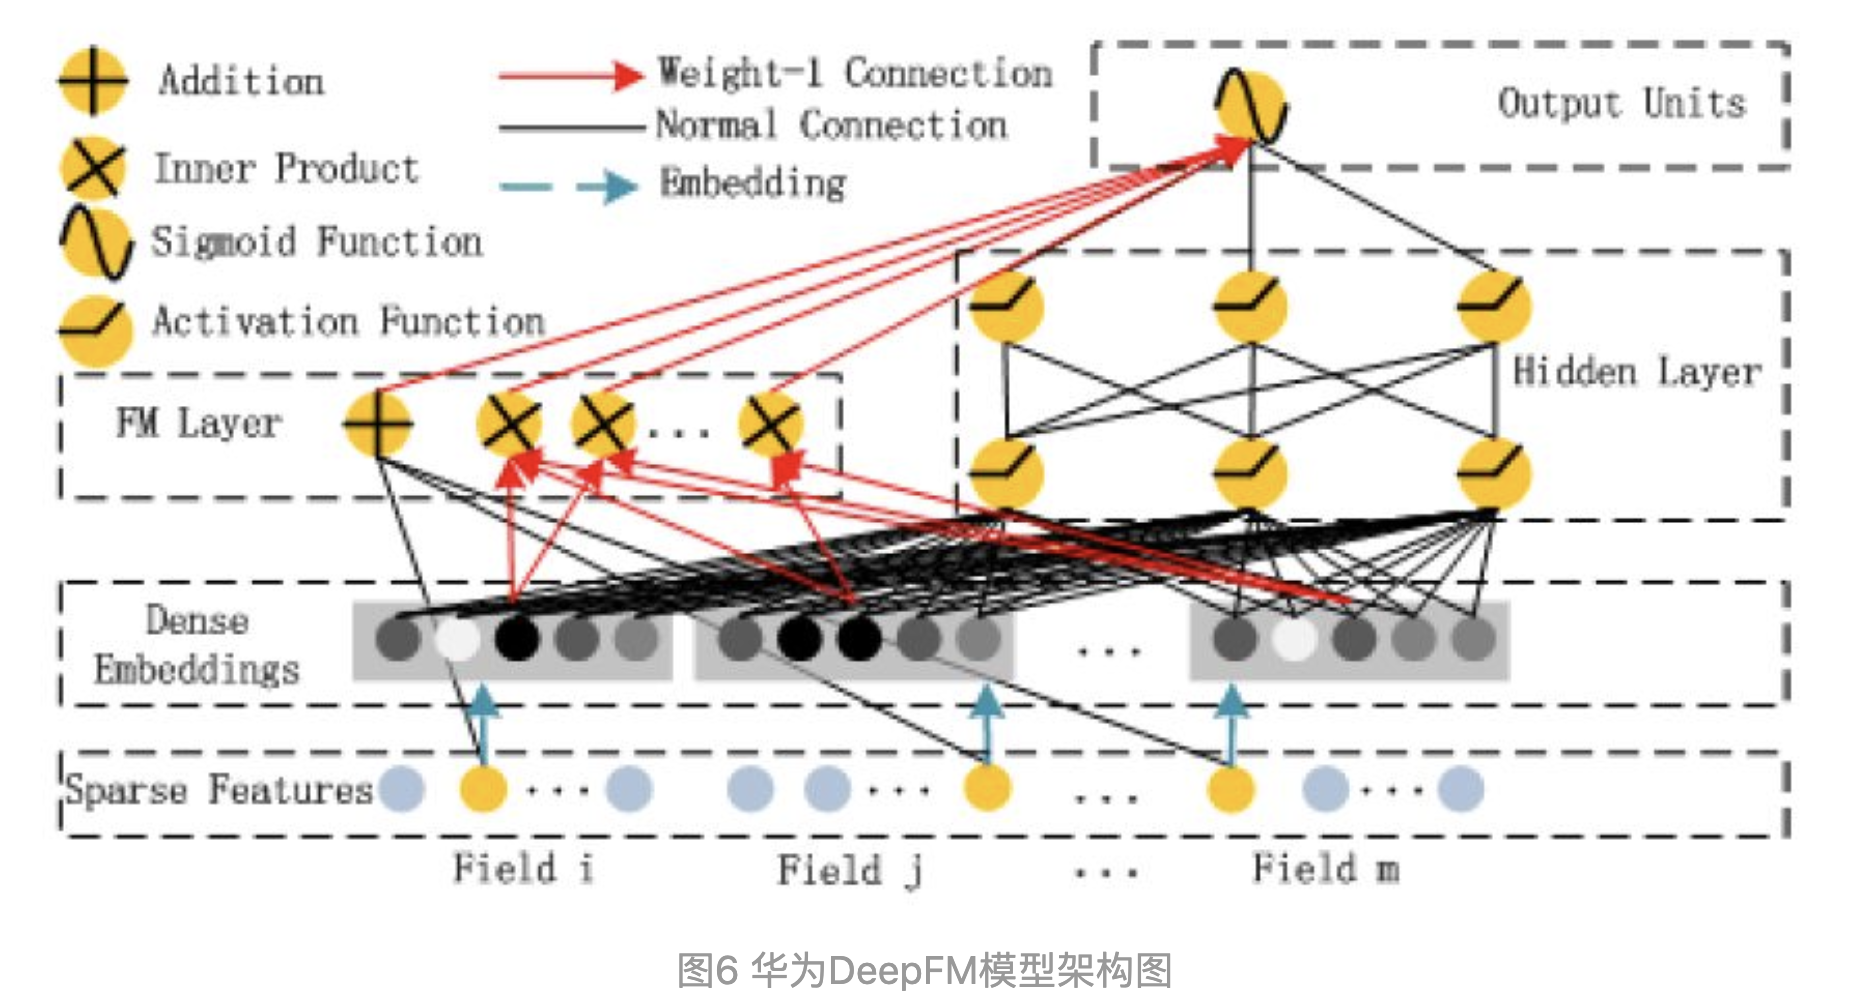 Addition
Inner Product
Sigmoid Function
Activation Function
Weight-1 Connection
Normal Connection
Embedding
Output Units
Hidden Layer
FM Layer
...
Dense
Embeddings
...
Sparse Features
... ... ... ...
Field i Field j ... Field m
图6 华为DeepFM模型架构图